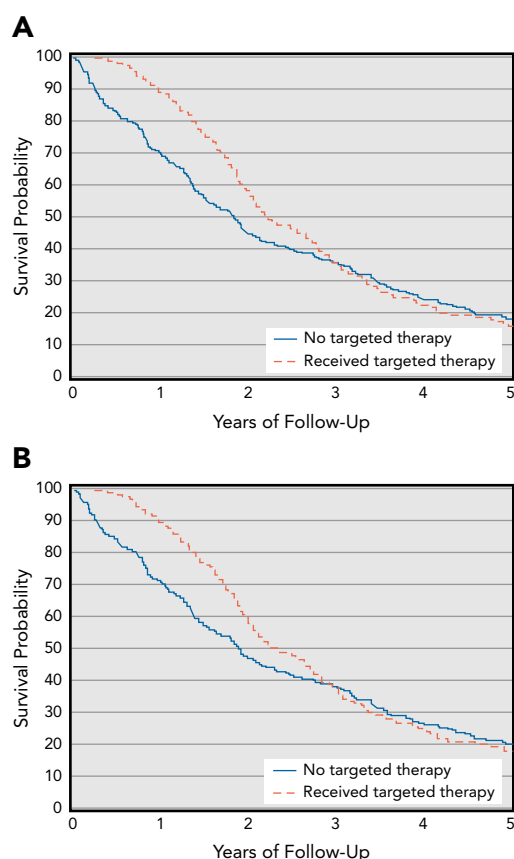 A
100
90
80
70
60
50
40
30
20
10
0
Survival Probability
No targeted therapy
Received targeted therapy
0 1 2 3 4 5
Years of Follow-Up
B
100
90
80
70
60
50
40
30
20
10
0
Survival Probability
No targeted therapy
Received targeted therapy
0 1 2 3 4 5
Years of Follow-Up